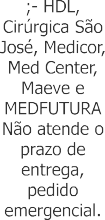 ;- HDL,
Cirúrgica São
José, Medicor,
Med Center,
Maeve e
MEDFUTURA
Não atende o
prazo de
entrega,
pedido
emergencial.